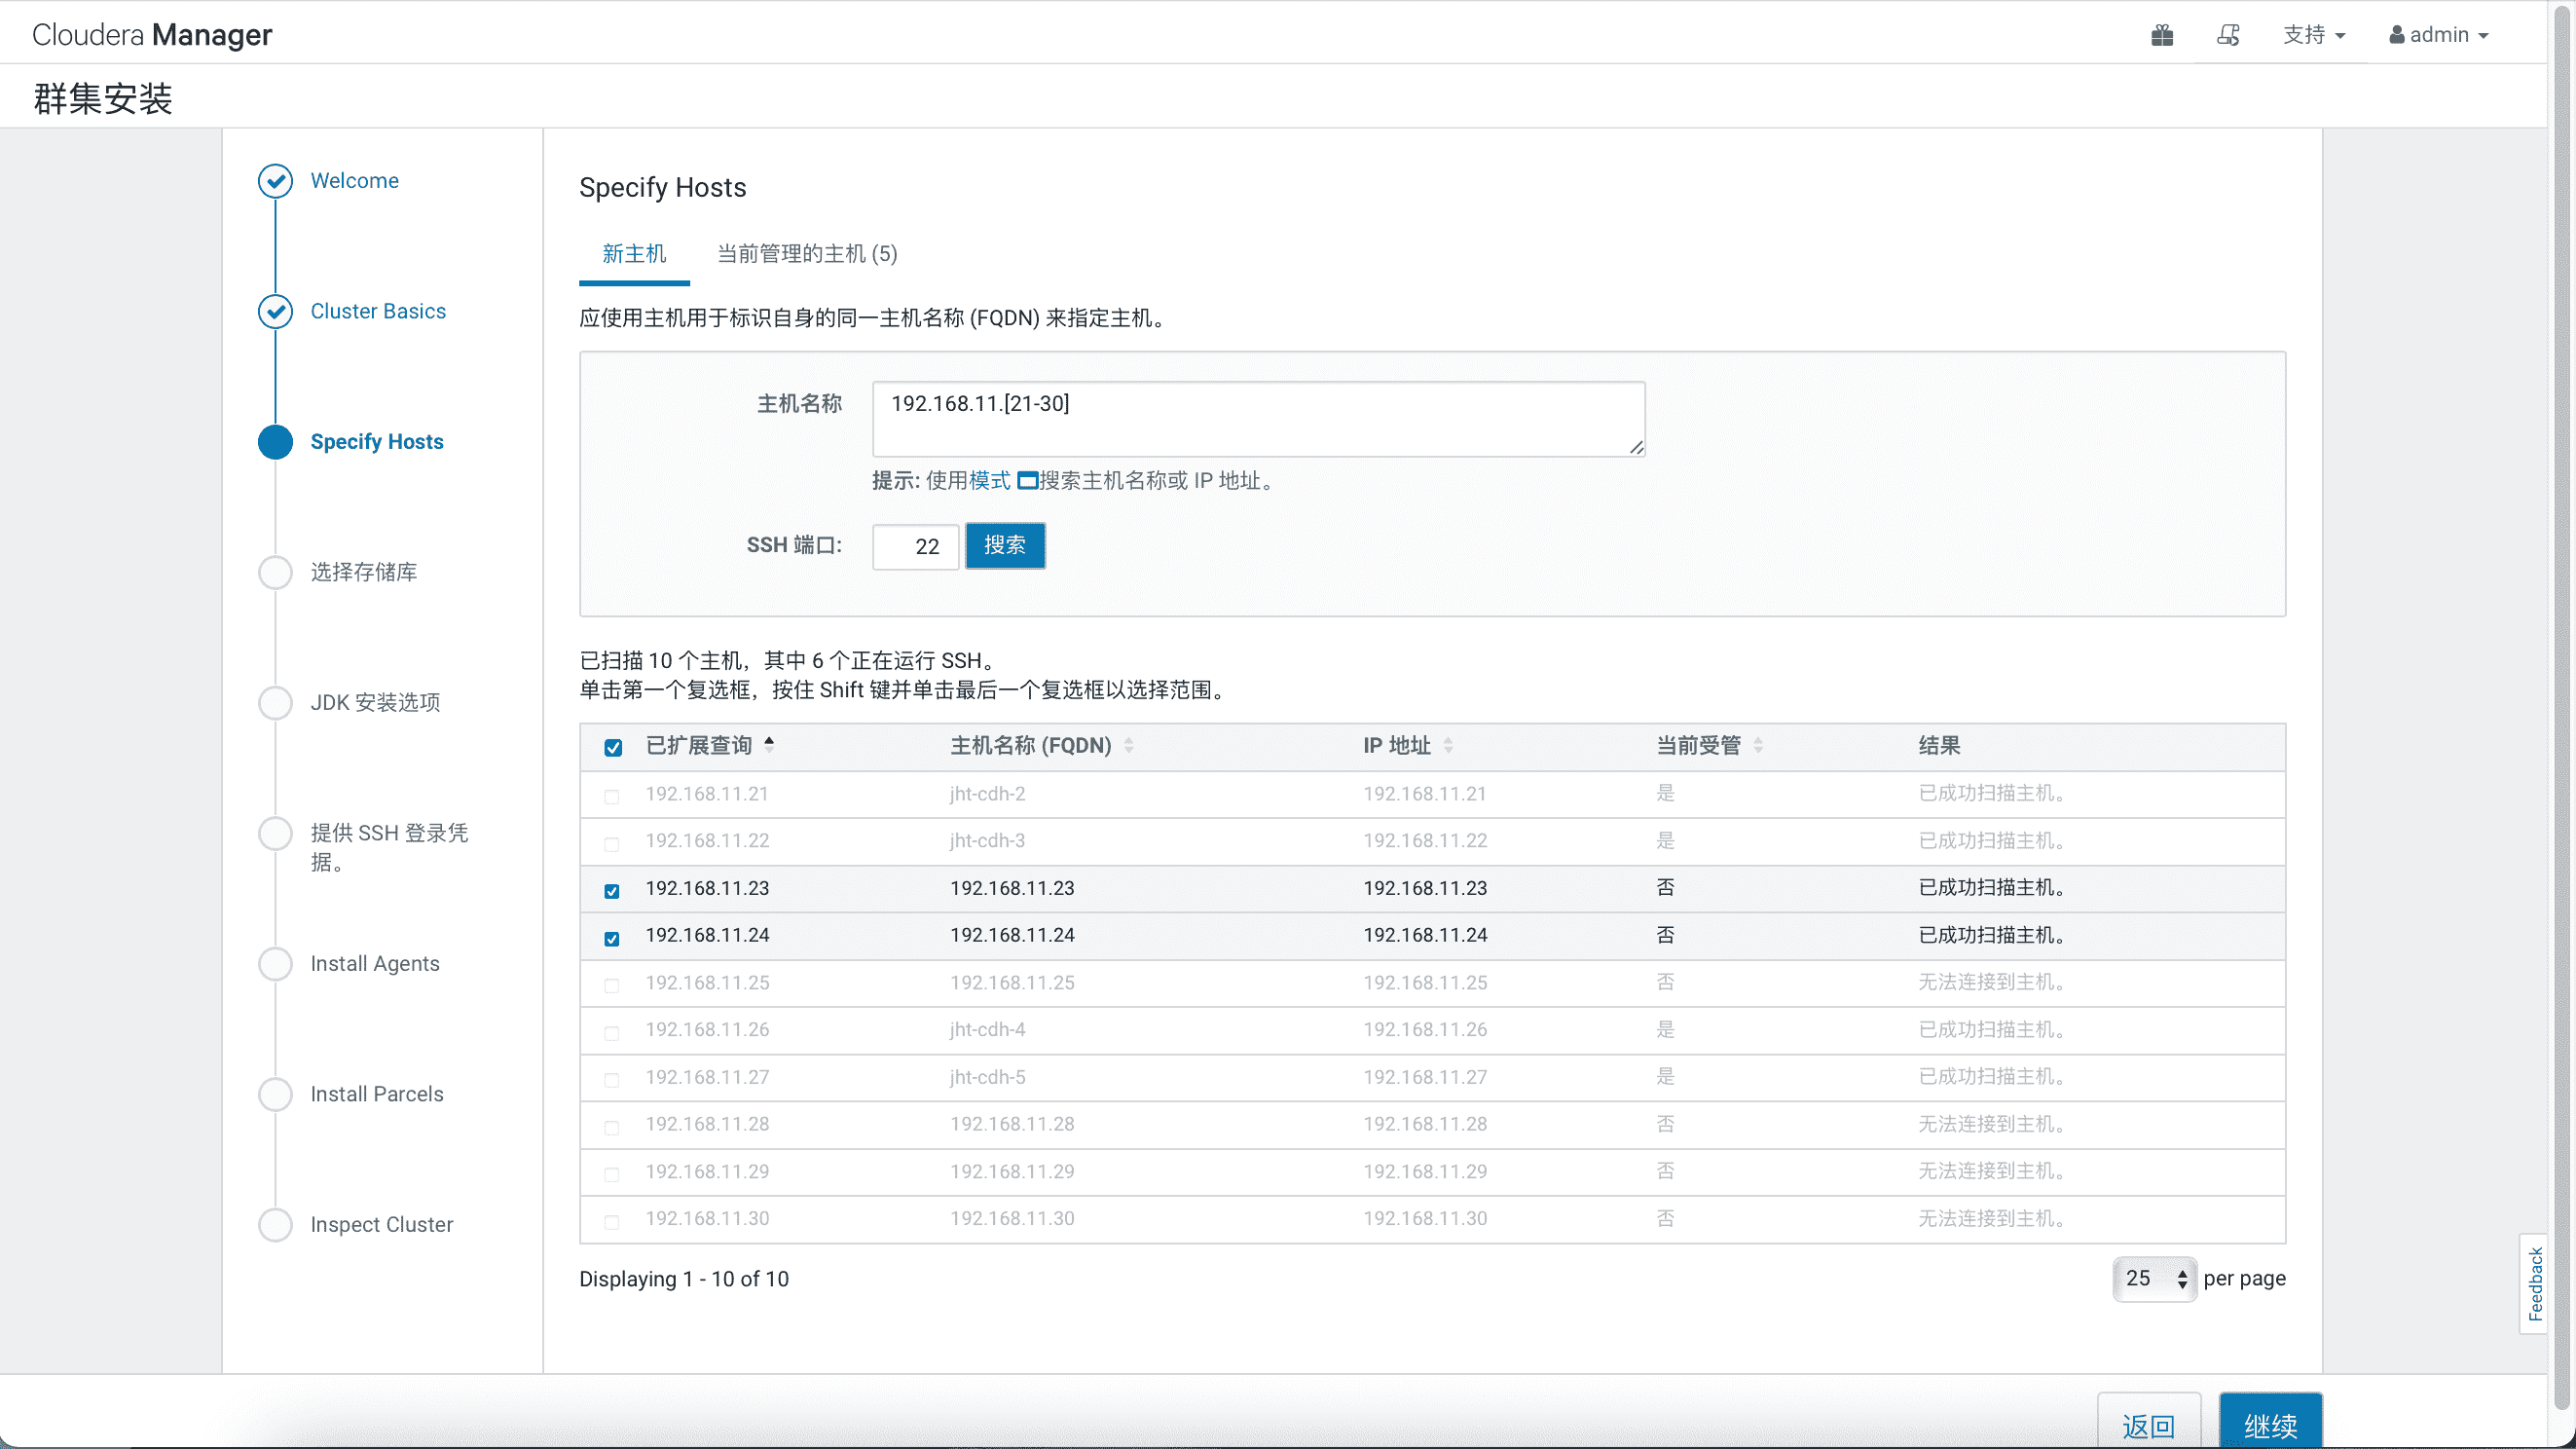 Cloudera Manager
支持
admin
群集安装
Welcome
Cluster Basics
Specify Hosts
选择存储库
JDK 安装选项
提供 SSH 登录凭
据。
Install Agents
Install Parcels
Inspect Cluster
Specify Hosts
新主机 当前管理的主机 (5)
应使用主机用于标识自身的同一主机名称 (FQDN) 来指定主机。
主机名称 192.168.11.[21-30]
提示: 使用模式 搜索主机名称或 IP 地址。
SSH 端口: 22 搜索
已扫描 10 个主机，其中 6 个正在运行 SSH。
单击第一个复选框，按住 Shift 键并单击最后一个复选框以选择范围。
已扩展查询 主机名称 (FQDN) IP 地址 当前受管 结果
192.168.11.21 jht-cdh-2 192.168.11.21 是 已成功扫描主机。
192.168.11.22 jht-cdh-3 192.168.11.22 是 已成功扫描主机。
192.168.11.23 192.168.11.23 192.168.11.23 否 已成功扫描主机。
192.168.11.24 192.168.11.24 192.168.11.24 否 已成功扫描主机。
192.168.11.25 192.168.11.25 192.168.11.25 否 无法连接到主机。
192.168.11.26 jht-cdh-4 192.168.11.26 是 已成功扫描主机。
192.168.11.27 jht-cdh-5 192.168.11.27 是 已成功扫描主机。
192.168.11.28 192.168.11.28 192.168.11.28 否 无法连接到主机。
192.168.11.29 192.168.11.29 192.168.11.29 否 无法连接到主机。
192.168.11.30 192.168.11.30 192.168.11.30 否 无法连接到主机。
Displaying 1 - 10 of 10
25 per page
Feedback
返回 继续